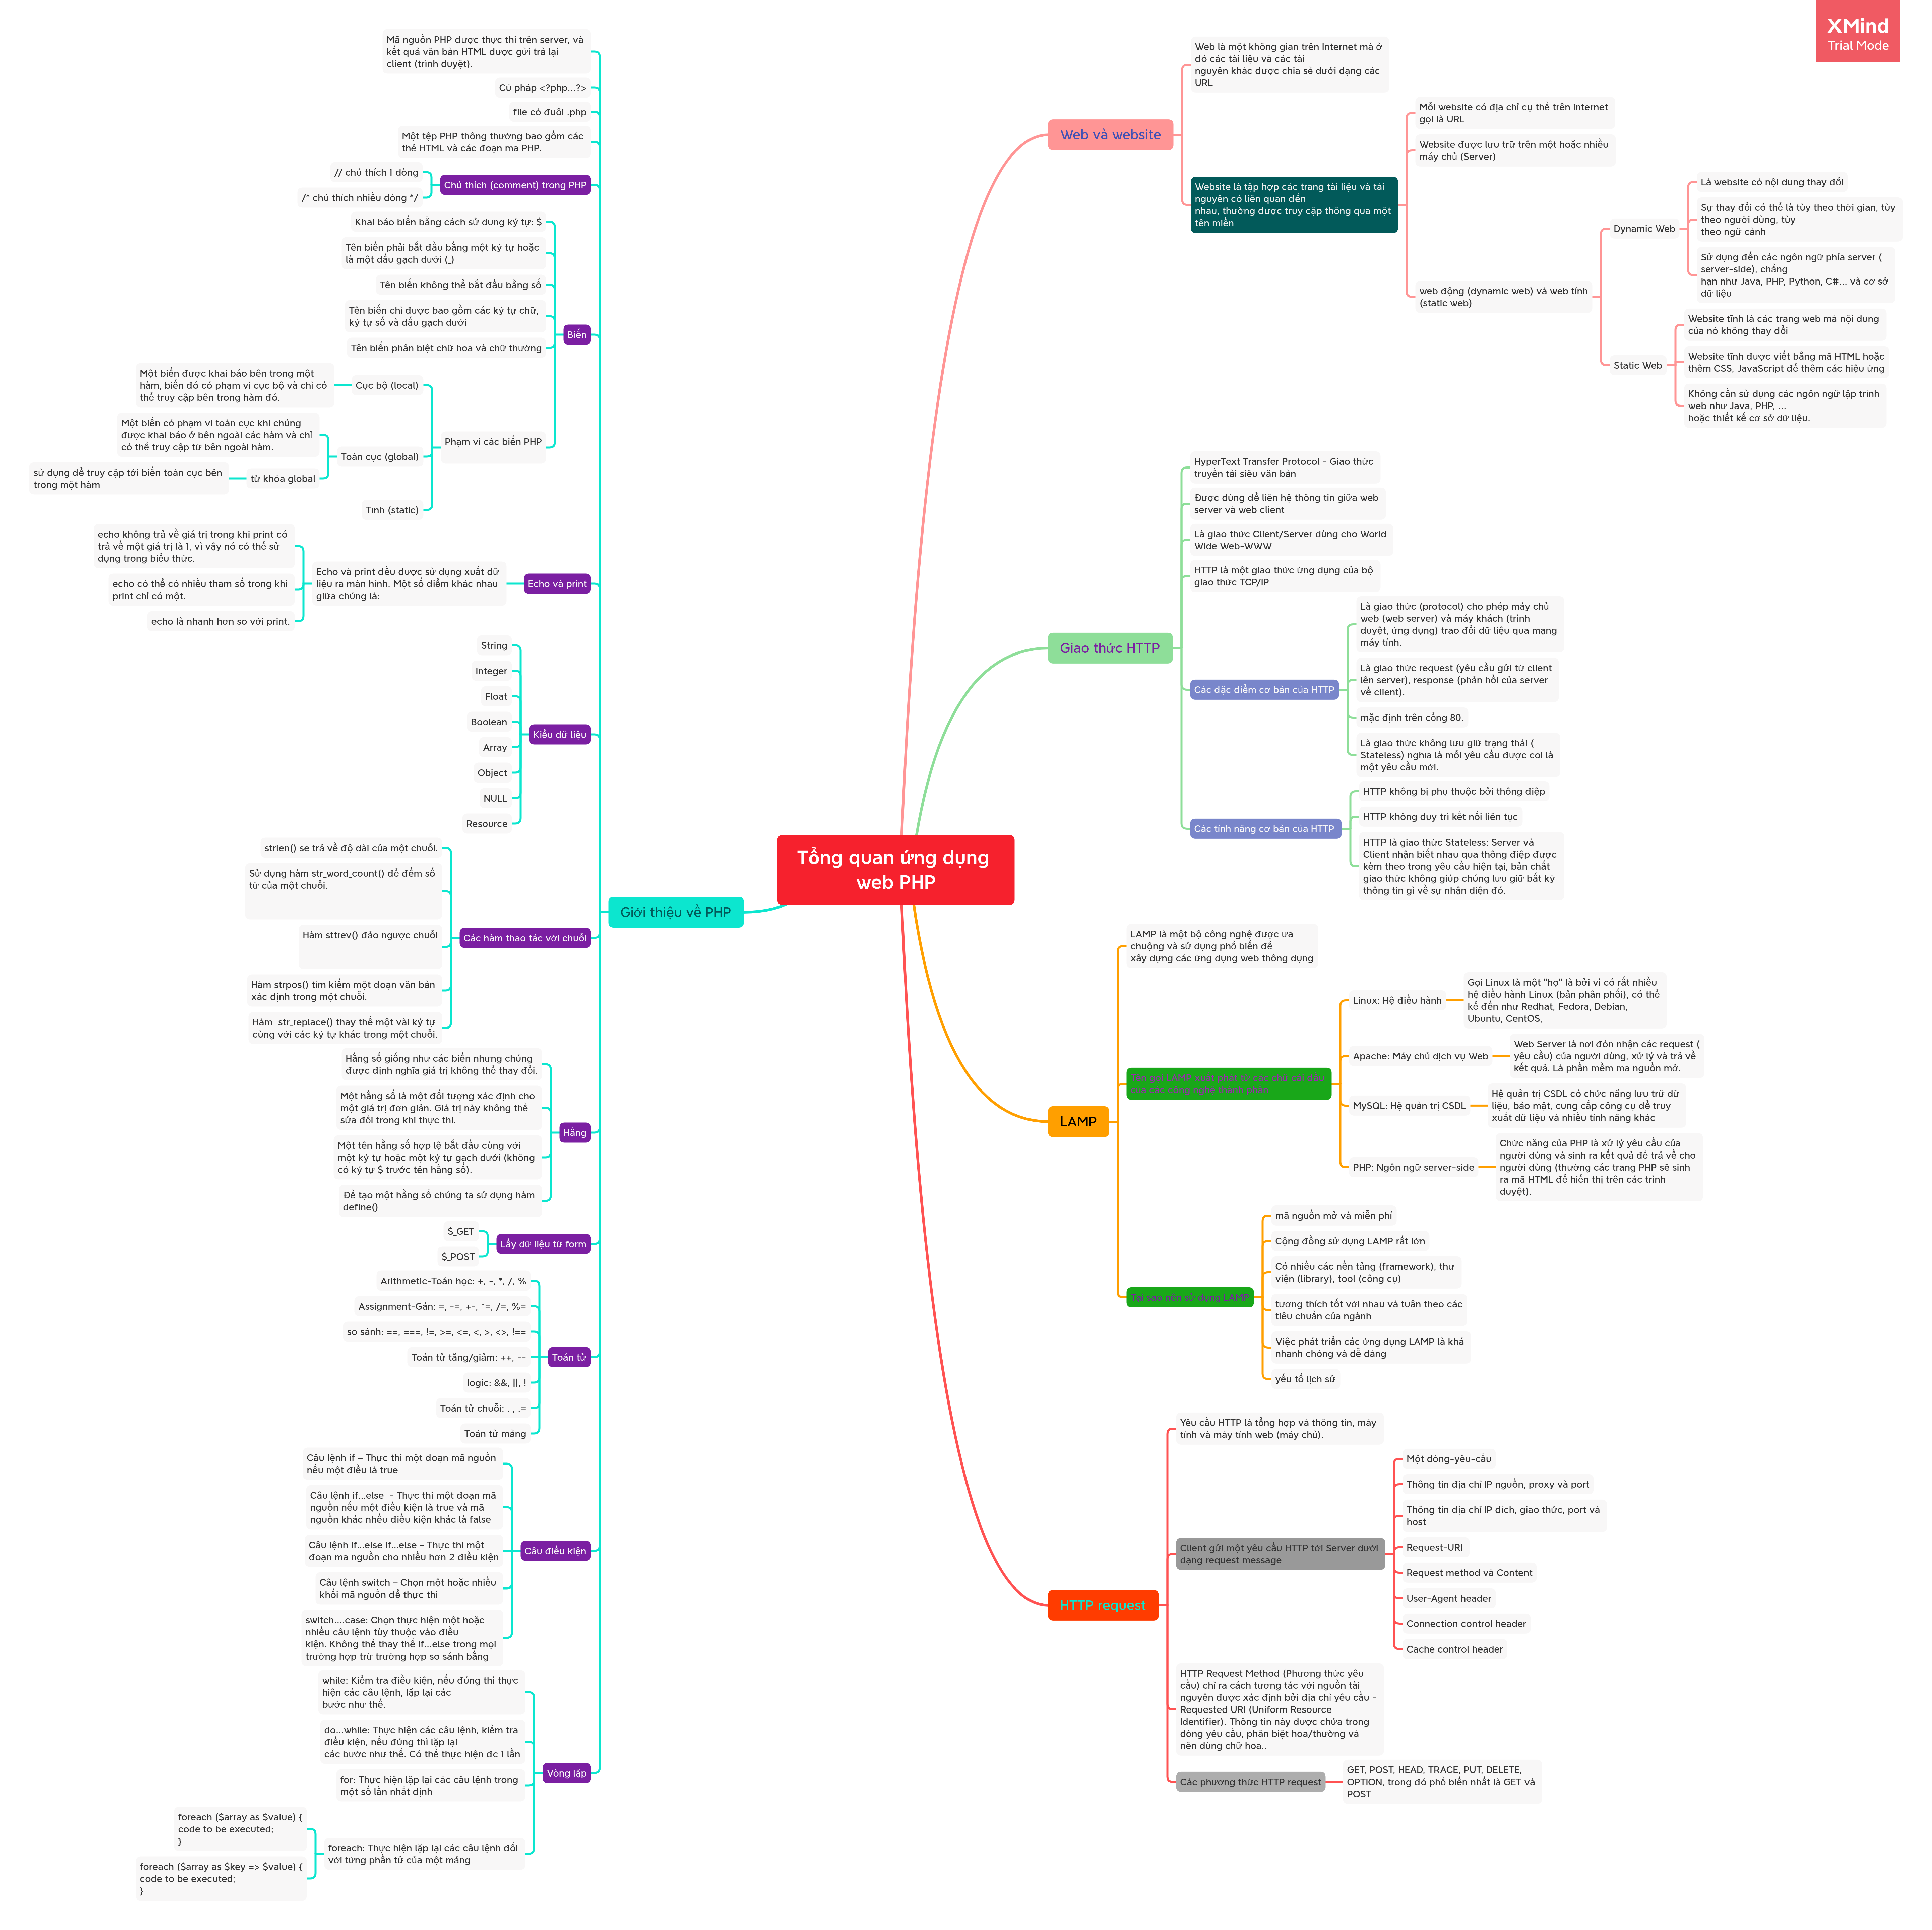 XMind
Trial Mode
Tổng quan ứng dụng
web PHP
Web và website
Web là một không gian trên Internet mà ở
đó các tài liệu và các tài
nguyên khác được chia sẻ dưới dạng các
URL
Website là tập hợp các trang tài liệu và tài
nguyên có liên quan đến
nhau, thường được truy cập thông qua một
tên miền
Mỗi website có địa chỉ cụ thể trên internet
gọi là URL
Website được lưu trữ trên một hoặc nhiều
máy chủ (Server)
web động (dynamic web) và web tính
(static web)
Dynamic Web
Là website có nội dung thay đổi
Sự thay đổi có thể là tùy theo thời gian, tùy
theo người dùng, tùy
theo ngữ cảnh
Sử dụng đến các ngôn ngữ phía server (
server-side), chẳng
hạn như Java, PHP, Python, C#... và cơ sở
dữ liệu
Static Web
Website tĩnh là các trang web mà nội dung
của nó không thay đổi
Website tĩnh được viết bằng mã HTML hoặc
thêm CSS, JavaScript để thêm các hiệu ứng
Không cần sử dụng các ngôn ngữ lập trình
web như Java, PHP, ...
hoặc thiết kế cơ sở dữ liệu.
Giao thức HTTP
HyperText Transfer Protocol - Giao thức
truyền tải siêu văn bản
Được dùng để liên hệ thông tin giữa web
server và web client
Là giao thức Client/Server dùng cho World
Wide Web-WWW
HTTP là một giao thức ứng dụng của bộ
giao thức TCP/IP
Các đặc điểm cơ bản của HTTP
Là giao thức (protocol) cho phép máy chủ
web (web server) và máy khách (trình
duyệt, ứng dụng) trao đổi dữ liệu qua mạng
máy tính.
Là giao thức request (yêu cầu gửi từ client
lên server), response (phản hồi của server
về client).
mặc định trên cổng 80.
Là giao thức không lưu giữ trạng thái (
Stateless) nghĩa là mỗi yêu cầu được coi là
một yêu cầu mới.
Các tính năng cơ bản của HTTP
HTTP không bị phụ thuộc bởi thông điệp
HTTP không duy trì kết nối liên tục
HTTP là giao thức Stateless: Server và
Client nhận biết nhau qua thông điệp được
kèm theo trong yêu cầu hiện tại, bản chất
giao thức không giúp chúng lưu giữ bất kỳ
thông tin gì về sự nhận diện đó.
LAMP
LAMP là một bộ công nghệ được ưa
chuộng và sử dụng phổ biến để
xây dựng các ứng dụng web thông dụng
Tên gọi LAMP xuất phát từ các chữ cái đầu
của các công nghệ thành phần
Linux: Hệ điều hành
Gọi Linux là một "họ" là bởi vì có rất nhiều
hệ điều hành Linux (bản phân phối), có thể
kể đến như Redhat, Fedora, Debian,
Ubuntu, CentOS,
Apache: Máy chủ dịch vụ Web
Web Server là nơi đón nhận các request (
yêu cầu) của người dùng, xử lý và trả về
kết quả. Là phần mềm mã nguồn mở.
MySQL: Hệ quản trị CSDL
Hệ quản trị CSDL có chức năng lưu trữ dữ
liệu, bảo mật, cung cấp công cụ để truy
xuất dữ liệu và nhiều tính năng khác
PHP: Ngôn ngữ server-side
Chức năng của PHP là xử lý yêu cầu của
người dùng và sinh ra kết quả để trả về cho
người dùng (thường các trang PHP sẽ sinh
ra mã HTML để hiển thị trên các trình
duyệt).
Tại sao nên sử dụng LAMP
mã nguồn mở và miễn phí
Cộng đồng sử dụng LAMP rất lớn
Có nhiều các nền tảng (framework), thư
viện (library), tool (công cụ)
tương thích tốt với nhau và tuân theo các
tiêu chuẩn của ngành
Việc phát triển các ứng dụng LAMP là khá
nhanh chóng và dễ dàng
yếu tố lịch sử
HTTP request
Yêu cầu HTTP là tổng hợp và thông tin, máy
tính và máy tính web (máy chủ).
Client gửi một yêu cầu HTTP tới Server dưới
dạng request message
Một dòng-yêu-cầu
Thông tin địa chỉ IP nguồn, proxy và port
Thông tin địa chỉ IP đích, giao thức, port và
host
Request-URI
Request method và Content
User-Agent header
Connection control header
Cache control header
HTTP Request Method (Phương thức yêu
cầu) chỉ ra cách tương tác với nguồn tài
nguyên được xác định bởi địa chỉ yêu cầu -
Requested URI (Uniform Resource
Identifier). Thông tin này được chứa trong
dòng yêu cầu, phân biệt hoa/thường và
nên dùng chữ hoa..
Các phương thức HTTP request
GET, POST, HEAD, TRACE, PUT, DELETE,
OPTION, trong đó phổ biến nhất là GET và
POST
Giới thiệu về PHP
Mã nguồn PHP được thực thi trên server, và
kết quả văn bản HTML được gửi trả lại
client (trình duyệt).
Cú pháp <?php...?>
file có đuôi .php
Một tệp PHP thông thường bao gồm các
thẻ HTML và các đoạn mã PHP.
Chú thích (comment) trong PHP
// chú thích 1 dòng
/* chú thích nhiều dòng */
Biến
Khai báo biến bằng cách sử dung ký tự: $
Tên biến phải bắt đầu bằng một ký tự hoặc
là một dấu gạch dưới (_)
Tên biến không thể bắt đầu bằng số
Tên biến chỉ được bao gồm các ký tự chữ,
ký tự số và dấu gạch dưới
Tên biến phân biệt chữ hoa và chữ thường
Phạm vi các biến PHP
Cục bộ (local)
Một biến được khai báo bên trong một
hàm, biến đó có phạm vi cục bộ và chỉ có
thể truy cập bên trong hàm đó.
Toàn cục (global)
Một biến có phạm vi toàn cục khi chúng
được khai báo ở bên ngoài các hàm và chỉ
có thể truy cập từ bên ngoài hàm.
từ khóa global
sử dụng để truy cập tới biến toàn cục bên
trong một hàm
Tĩnh (static)
Echo và print
Echo và print đều được sử dụng xuất dữ
liệu ra màn hình. Một số điểm khác nhau
giữa chúng là:
echo không trả về giá trị trong khi print có
trả về một giá trị là 1, vì vậy nó có thể sử
dụng trong biểu thức.
echo có thể có nhiều tham số trong khi
print chỉ có một.
echo là nhanh hơn so với print.
Kiểu dữ liệu
String
Integer
Float
Boolean
Array
Object
NULL
Resource
Các hàm thao tác với chuỗi
strlen() sẽ trả về độ dài của một chuỗi.
Sử dụng hàm str_word_count() để đếm số
từ của một chuỗi.
Hàm sttrev() đảo ngược chuỗi
Hàm strpos() tìm kiếm một đoạn văn bản
xác định trong một chuỗi.
Hàm  str_replace() thay thế một vài ký tự
cùng với các ký tự khác trong một chuỗi.
Hằng
Hằng số giống như các biến nhưng chúng
được định nghĩa giá trị không thể thay đổi.
Một hằng số là một đối tượng xác định cho
một giá trị đơn giản. Giá trị này không thể
sửa đổi trong khi thực thi.
Một tên hằng số hợp lệ bắt đầu cùng với
một ký tự hoặc một ký tự gạch dưới (không
có ký tự $ trước tên hằng số).
Để tạo một hằng số chúng ta sử dụng hàm
define()
Lấy dữ liệu từ form
$_GET
$_POST
Toán tử
Arithmetic-Toán học: +, -, *, /, %
Assignment-Gán: =, -=, +-, *=, /=, %=
so sánh: ==, ===, !=, >=, <=, <, >, <>, !==
Toán tử tăng/giảm: ++, --
logic: &&, ||, !
Toán tử chuỗi: . , .=
Toán tử mảng
Câu điều kiện
Câu lệnh if – Thực thi một đoạn mã nguồn
nếu một điều là true
Câu lệnh if...else  - Thực thi một đoạn mã
nguồn nếu một điều kiện là true và mã
nguồn khác nhếu điều kiện khác là false
Câu lệnh if...else if...else – Thực thi một
đoạn mã nguồn cho nhiều hơn 2 điều kiện
Câu lệnh switch – Chọn một hoặc nhiều
khối mã nguồn để thực thi
switch....case: Chọn thực hiện một hoặc
nhiều câu lệnh tùy thuộc vào điều
kiện. Không thể thay thế if...else trong mọi
trường hợp trừ trường hợp so sánh bằng
Vòng lặp
while: Kiểm tra điều kiện, nếu đúng thì thực
hiện các câu lệnh, lặp lại các
bước như thế.
do...while: Thực hiện các câu lệnh, kiểm tra
điều kiện, nếu đúng thì lặp lại
các bước như thế. Có thể thực hiện đc 1 lần
for: Thực hiện lặp lại các câu lệnh trong
một số lần nhất định
foreach: Thực hiện lặp lại các câu lệnh đối
với từng phần tử của một mảng
foreach ($array as $value) {
code to be executed;
}
foreach ($array as $key => $value) {
code to be executed;
}